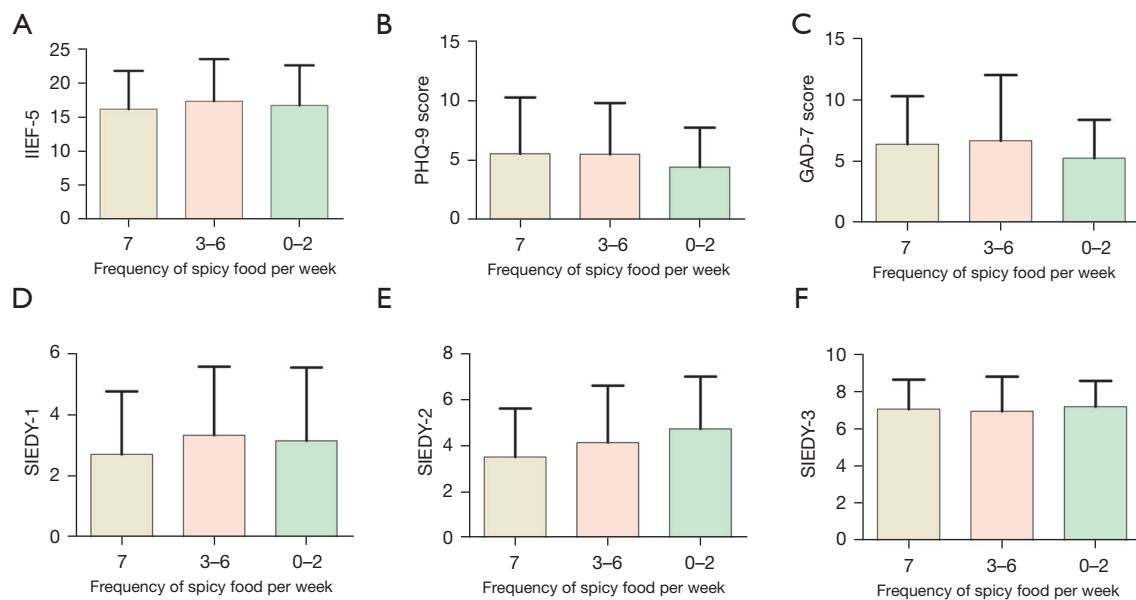 A
IIEF-5
25
20
15
10
5
0
7 3–6 0–2
Frequency of spicy food per week
B
PHQ-9 score
15
10
5
0
7 3–6 0–2
Frequency of spicy food per week
C
GAD-7 score
15
10
5
0
7 3–6 0–2
Frequency of spicy food per week
D
SIEDY-1
6
4
2
0
7 3–6 0–2
Frequency of spicy food per week
E
SIEDY-2
8
6
4
2
0
7 3–6 0–2
Frequency of spicy food per week
F
SIEDY-3
10
8
6
4
2
0
7 3–6 0–2
Frequency of spicy food per week